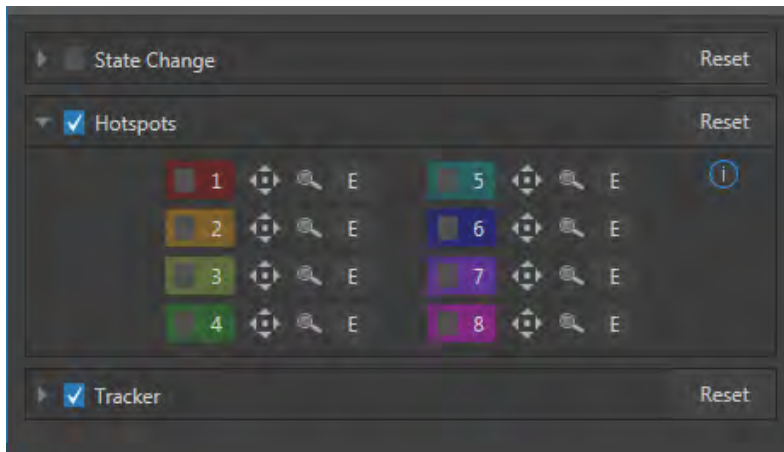 State Change Reset
Hotspots Reset
1 E 5 E i
2 E 6 E
3 E 7 E
4 E 8 E
Tracker Reset